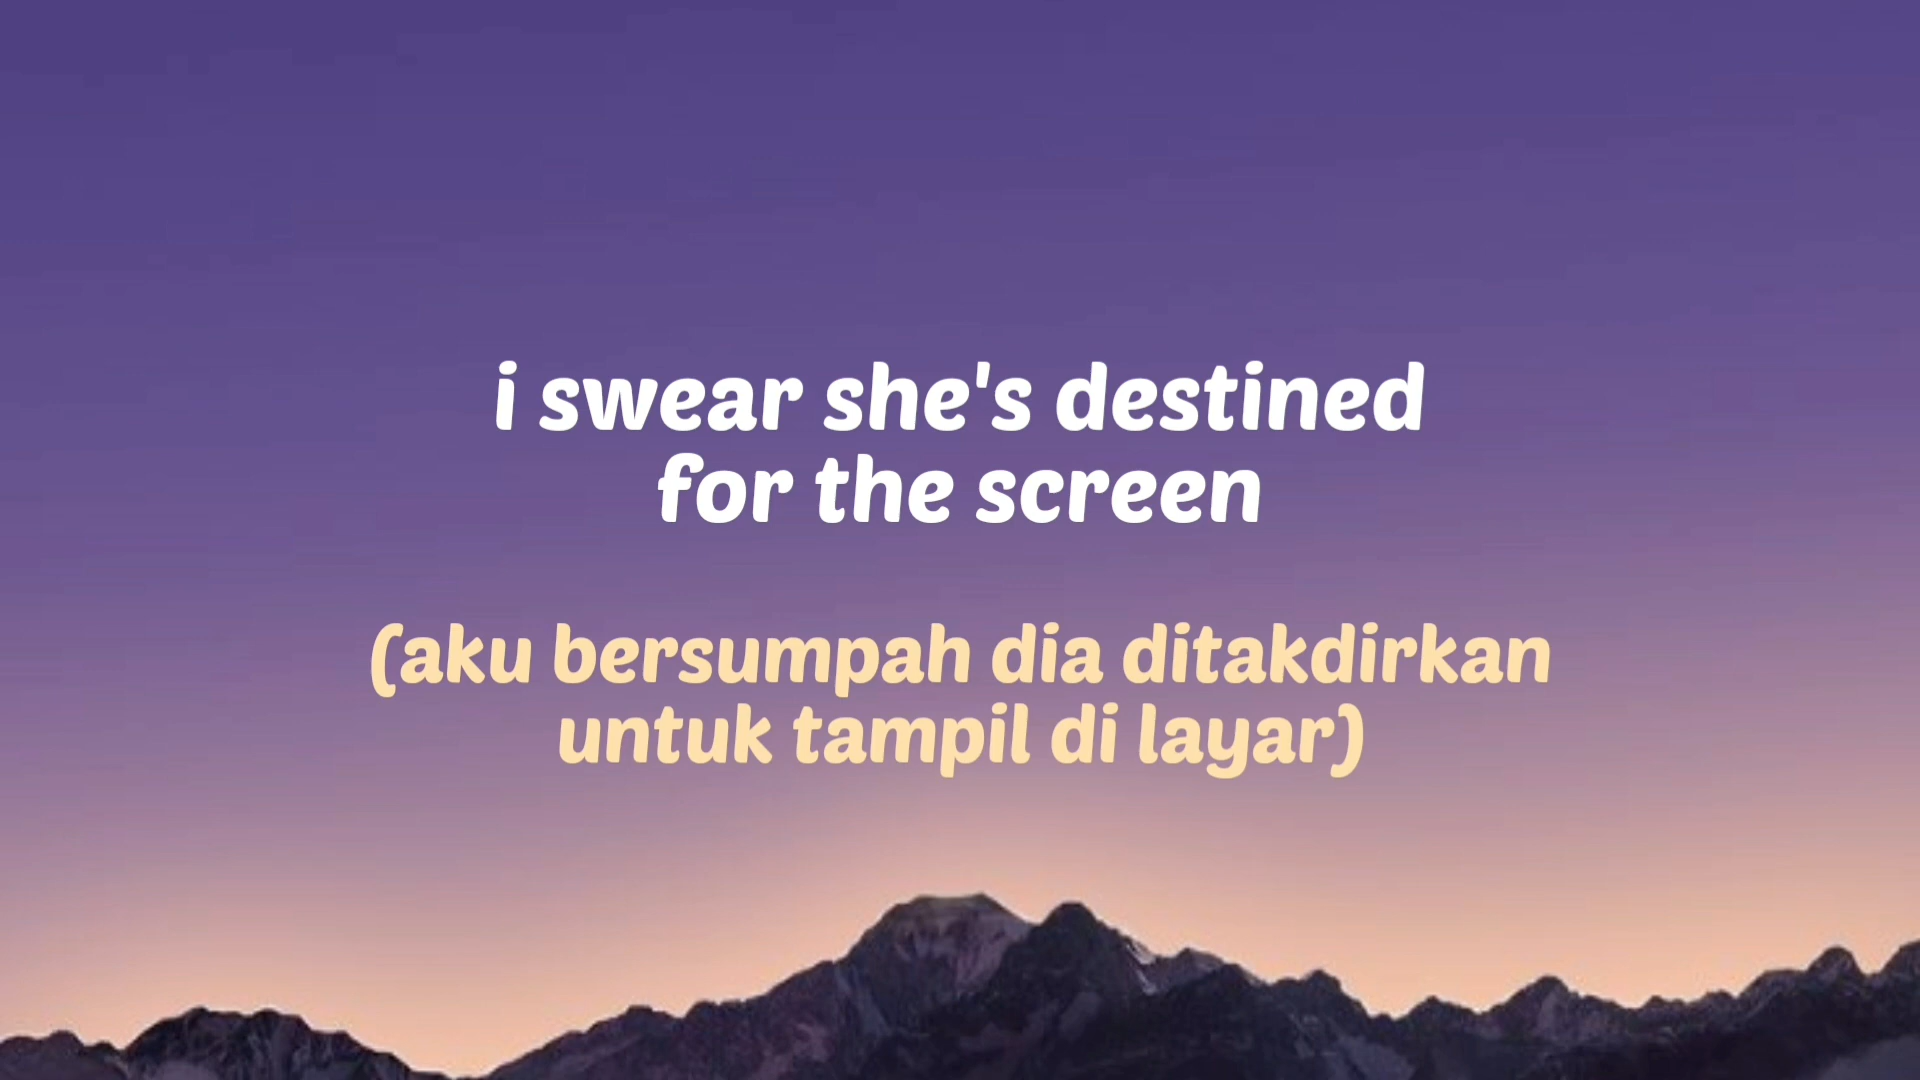 i swear she's destined
for the screen
(aku bersumpah dia ditakdirkan
untuk tampil di layar)